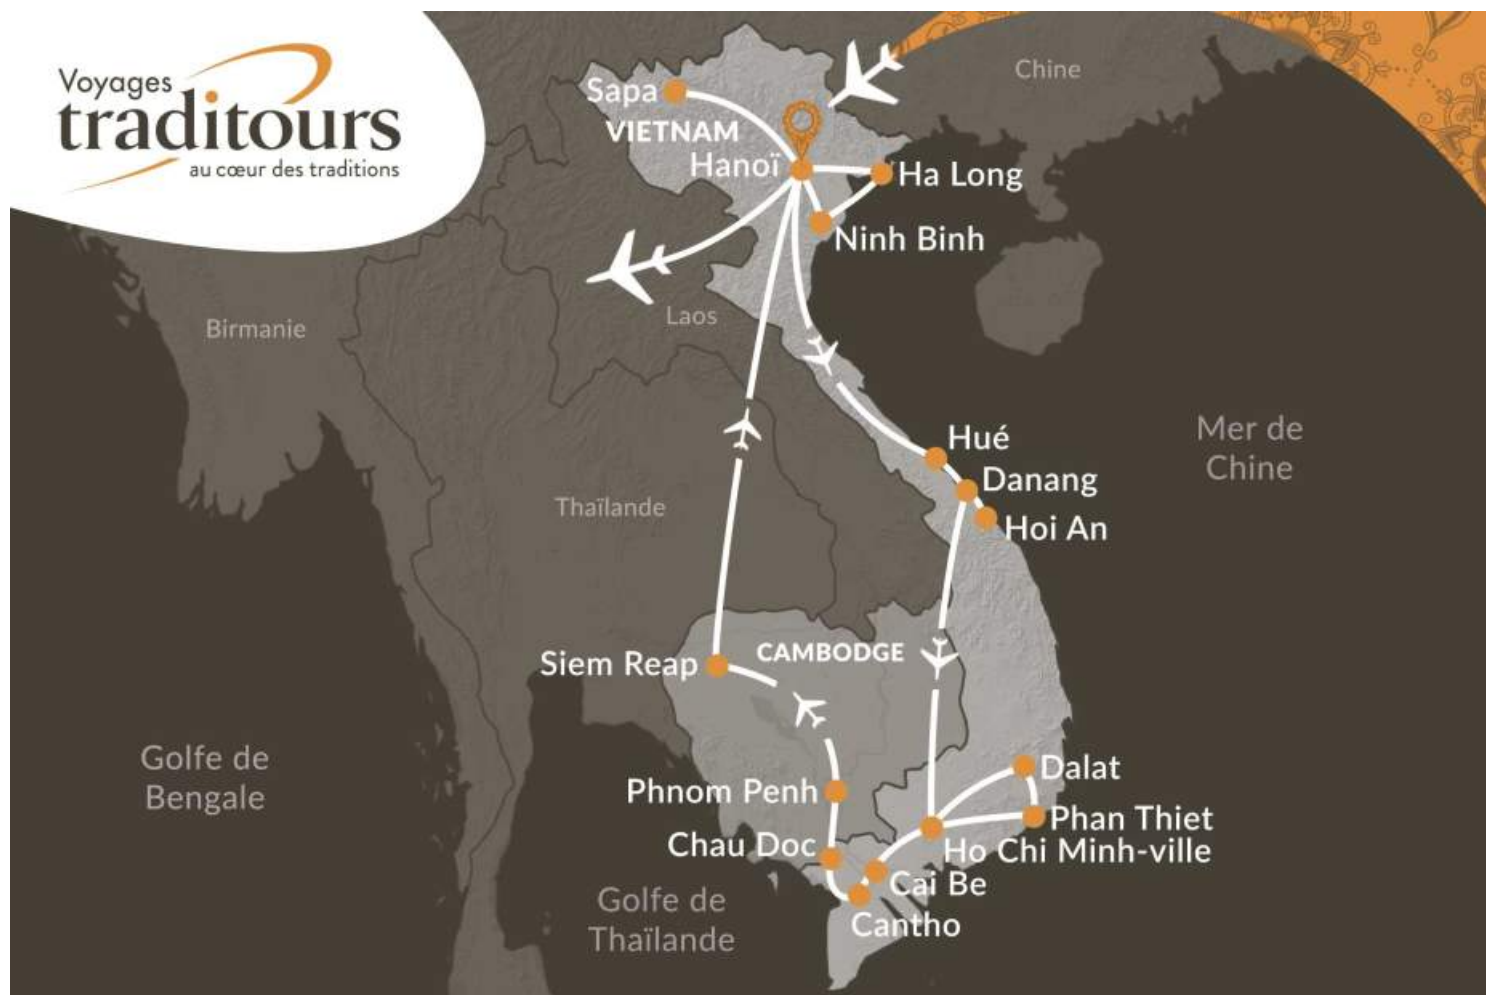 Voyages
traditours
au cœur des traditions
Chine
Sapa
VIETNAM
Hanoï
Ha Long
Ninh Binh
Birmanie
Laos
Mer de
Chine
Hué
Danang
Hoi An
Thaïlande
CAMBODGE
Siem Reap
Golfe de
Bengale
Dalat
Phnom Penh
Phan Thiet
Chau Doc
Ho Chi Minh-ville
Cai Be
Golfe de
Thaïlande
Cantho